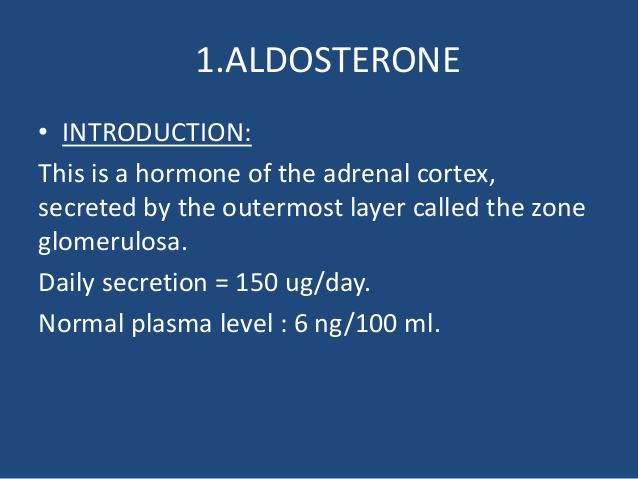 1.ALDOSTERONE
• INTRODUCTION:
This is a hormone of the adrenal cortex,
secreted by the outermost layer called the zone
glomerulosa.
Daily secretion = 150 ug/day.
Normal plasma level : 6 ng/100 ml.